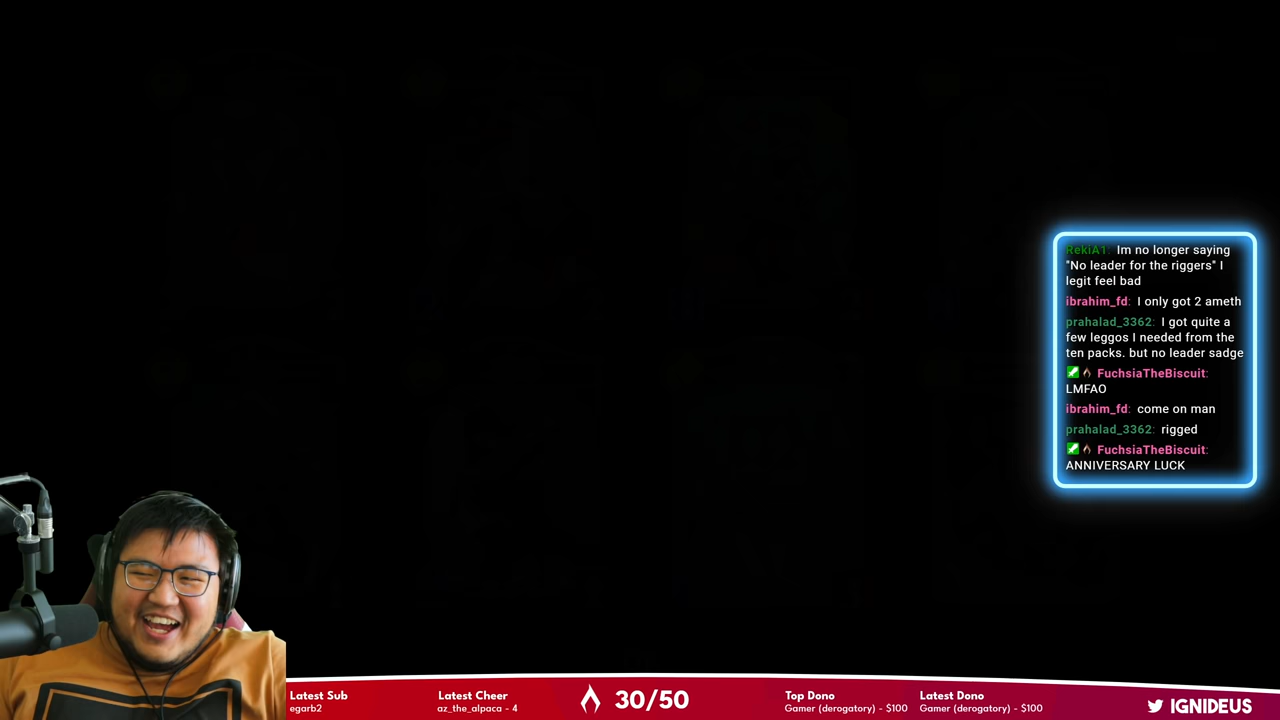 RekiA1: Im no longer saying
"No leader for the riggers" I
legit feel bad
ibrahim_fd: I only got 2 ameth
prahalad_3362: I got quite a
few leggos I needed from the
ten packs. but no leader sadge
FuchsiaTheBiscuit:
LMFAO
ibrahim_fd: come on man
prahalad_3362: rigged
FuchsiaTheBiscuit:
ANNIVERSARY LUCK
Latest Sub
egarb2
Latest Cheer
az_the_alpaca - 4
30/50
Top Dono
Gamer (derogatory) - $100
Latest Dono
Gamer (derogatory) - $100
IGNIDEUS